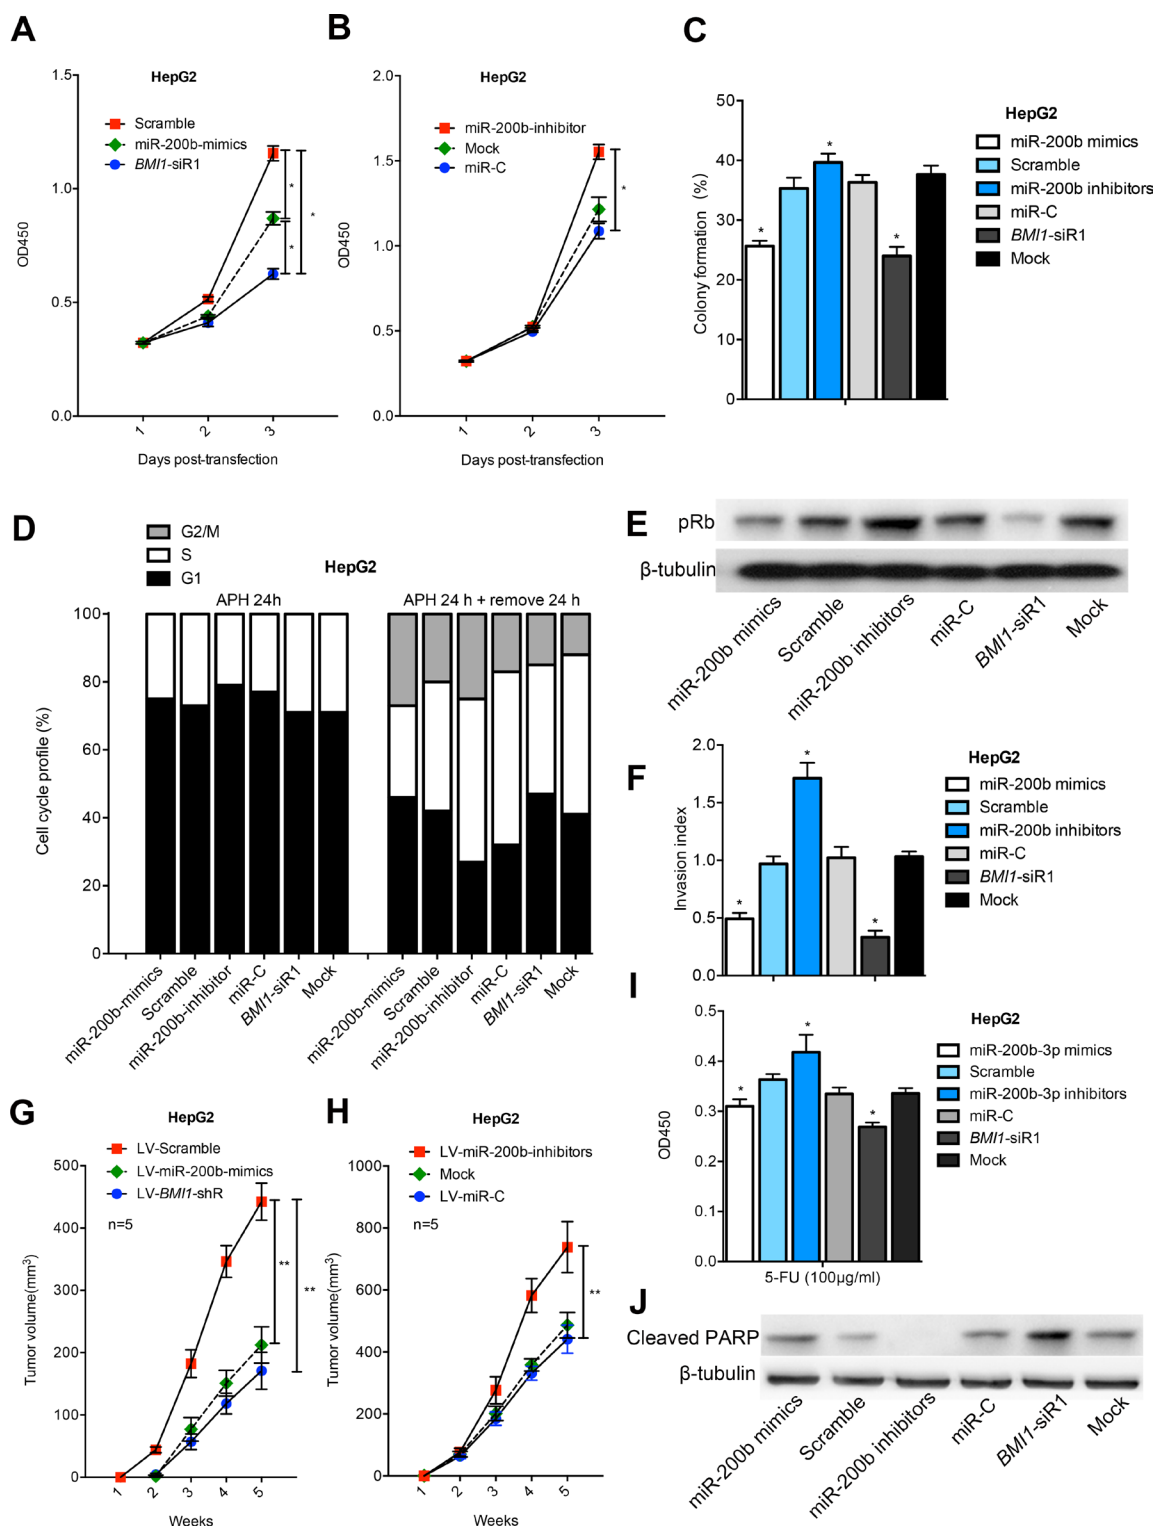 A
HepG2
1.5
1.0
0.5
0.0
OD450
Scramble
miR-200b-mimics
BMI1-siR1
*
*
*
1
2
3
Days post-transfection
B
HepG2
2.0
1.5
1.0
0.5
0.0
OD450
miR-200b-inhibitor
Mock
miR-C
*
1
2
3
Days post-transfection
C
50
40
30
20
10
0
Colony formation (%)
*
*
*
HepG2
miR-200b mimics
Scramble
miR-200b inhibitors
miR-C
BMI1-siR1
Mock
D
G2/M
S
G1
HepG2
APH 24h
APH 24 h + remove 24 h
100
80
60
40
20
0
Cell cycle profile (%)
miR-200b-mimics
Scramble
miR-200b-inhibitor
miR-C
BMI1-siR1
Mock
miR-200b-mimics
Scramble
miR-200b-inhibitor
miR-C
BMI1-siR1
Mock
E
pRb
β-tubulin
miR-200b mimics
Scramble
miR-200b inhibitors
miR-C
BMI1-siR1
Mock
F
2.0
1.5
1.0
0.5
0.0
Invasion index
*
*
*
HepG2
miR-200b mimics
Scramble
miR-200b inhibitors
miR-C
BMI1-siR1
Mock
G
HepG2
LV-Scramble
LV-miR-200b-mimics
LV-BMI1-shR
n=5
500
400
300
200
100
0
Tumor volume(mm³)
**
**
1
2
3
4
5
Weeks
H
HepG2
LV-miR-200b-inhibitors
Mock
LV-miR-C
n=5
1000
800
600
400
200
0
Tumor volume(mm³)
**
1
2
3
4
5
Weeks
I
0.5
0.4
0.3
0.2
0.1
0.0
OD450
*
*
*
5-FU (100µg/ml)
HepG2
miR-200b-3p mimics
Scramble
miR-200b-3p inhibitors
miR-C
BMI1-siR1
Mock
J
Cleaved PARP
β-tubulin
miR-200b mimics
Scramble
miR-200b inhibitors
miR-C
BMI1-siR1
Mock